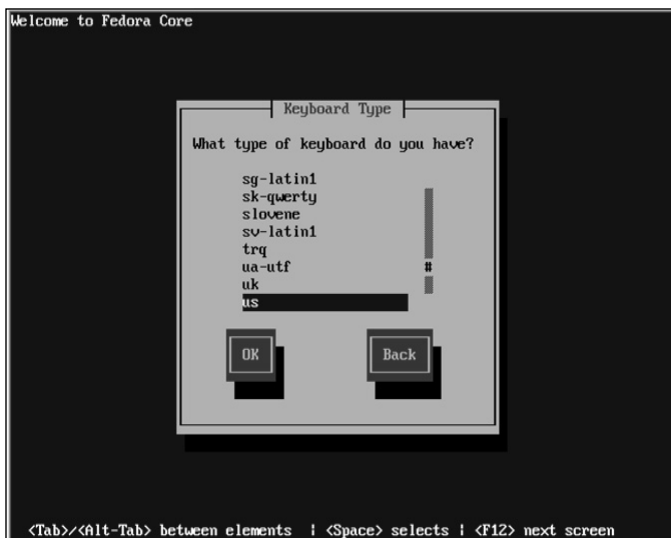 Welcome to Fedora Core
Keyboard Type
What type of keyboard do you have?
sg-latin1
sk-qwerty
slovene
sv-latin1
trq
ua-utf #
uk
us
OK Back
<Tab>/<Alt-Tab> between elements | <Space> selects | <F12> next screen